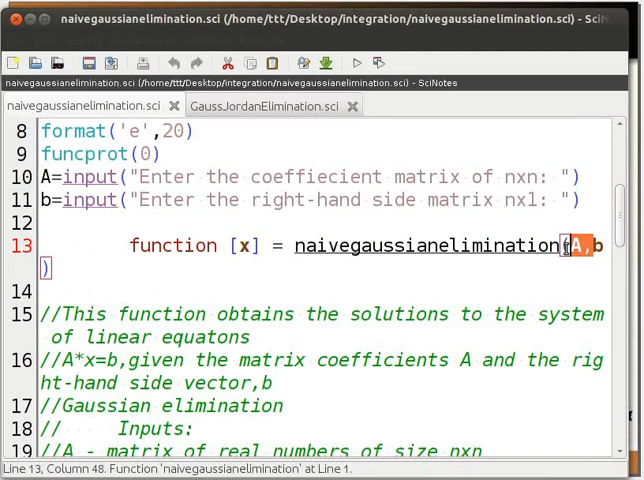 naivegaussianelimination.sci (/home/ttt/Desktop/integration/naivegaussianelimination.sci) - SciNo
naivegaussianelimination.sci (/home/ttt/Desktop/integration/naivegaussianelimination.sci) - SciNotes
naivegaussianelimination.sci GaussJordanElimination.sci
8 format('e',20)
9 funcprot(0)
10 A=input("Enter the coeffiecient matrix of nxn: ")
11 b=input("Enter the right-hand side matrix nx1: ")
12
13 function [x] = naivegaussianelimination(A,b
)
14
15 //This function obtains the solutions to the system
of linear equatons
16 //A*x=b,given the matrix coefficients A and the rig
ht-hand side vector,b
17 //Gaussian elimination
18 // Inputs:
19 //A - matrix of real numbers of size nxn
Line 13, Column 48. Function 'naivegaussianelimination' at Line 1.